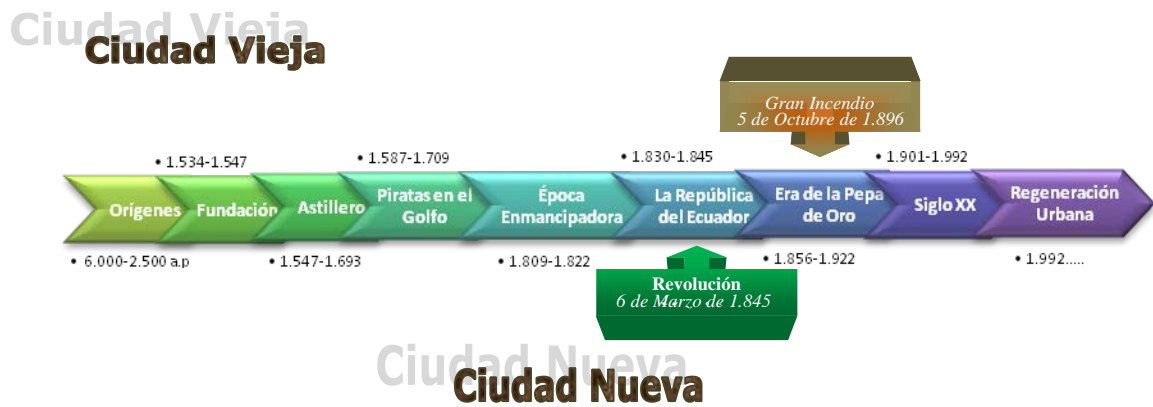 Ciudad Vieja
Gran Incendio
5 de Octubre de 1.896
• 1.534-1.547
• 1.587-1.709
• 1.830-1.845
• 1.901-1.992
Orígenes
Fundación
Astillero
Piratas en el
Golfo
Época
Enmancipadora
La República
del Ecuador
Era de la Pepa
de Oro
Siglo XX
Regeneración
Urbana
• 6.000-2.500 a.p
• 1.547-1.693
• 1.809-1.822
• 1.856-1.922
• 1.992.....
Revolución
6 de Marzo de 1.845
Ciudad Nueva